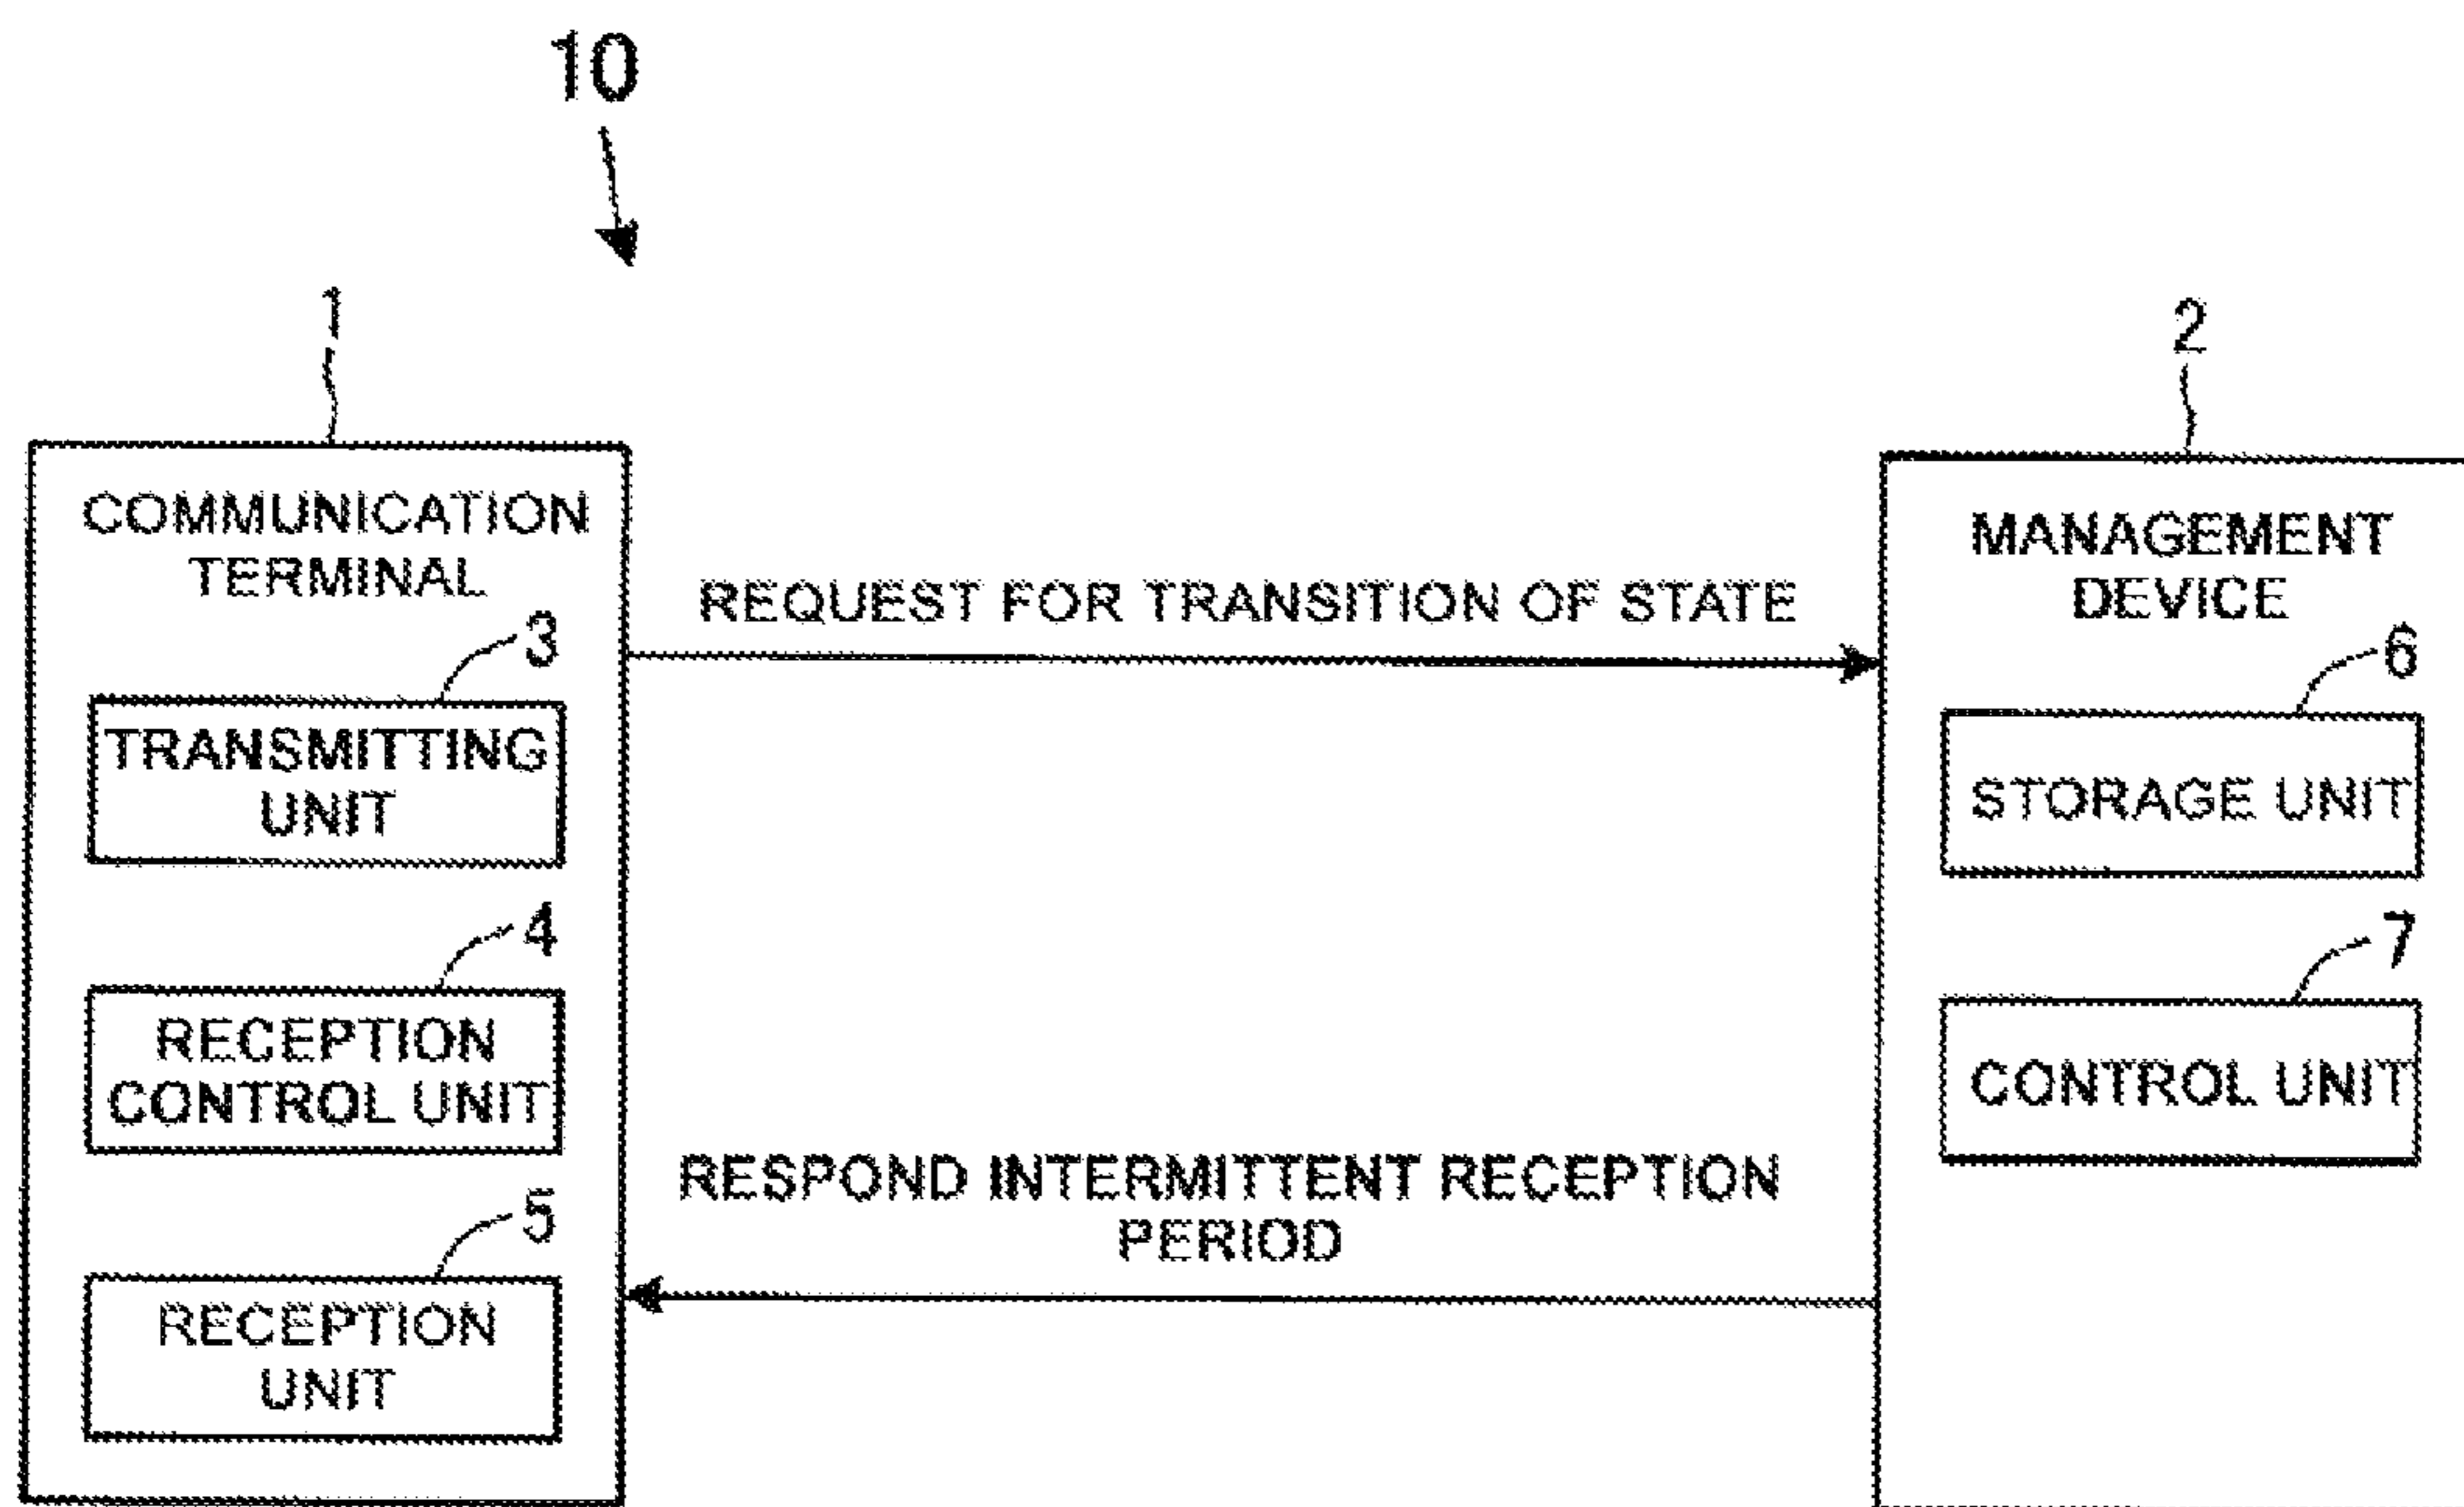 10
1
2
COMMUNICATION
TERMINAL
3
TRANSMITTING
UNIT
4
RECEPTION
CONTROL UNIT
5
RECEPTION
UNIT
REQUEST FOR TRANSITION OF STATE
RESPOND INTERMITTENT RECEPTION
PERIOD
MANAGEMENT
DEVICE
6
STORAGE UNIT
7
CONTROL UNIT